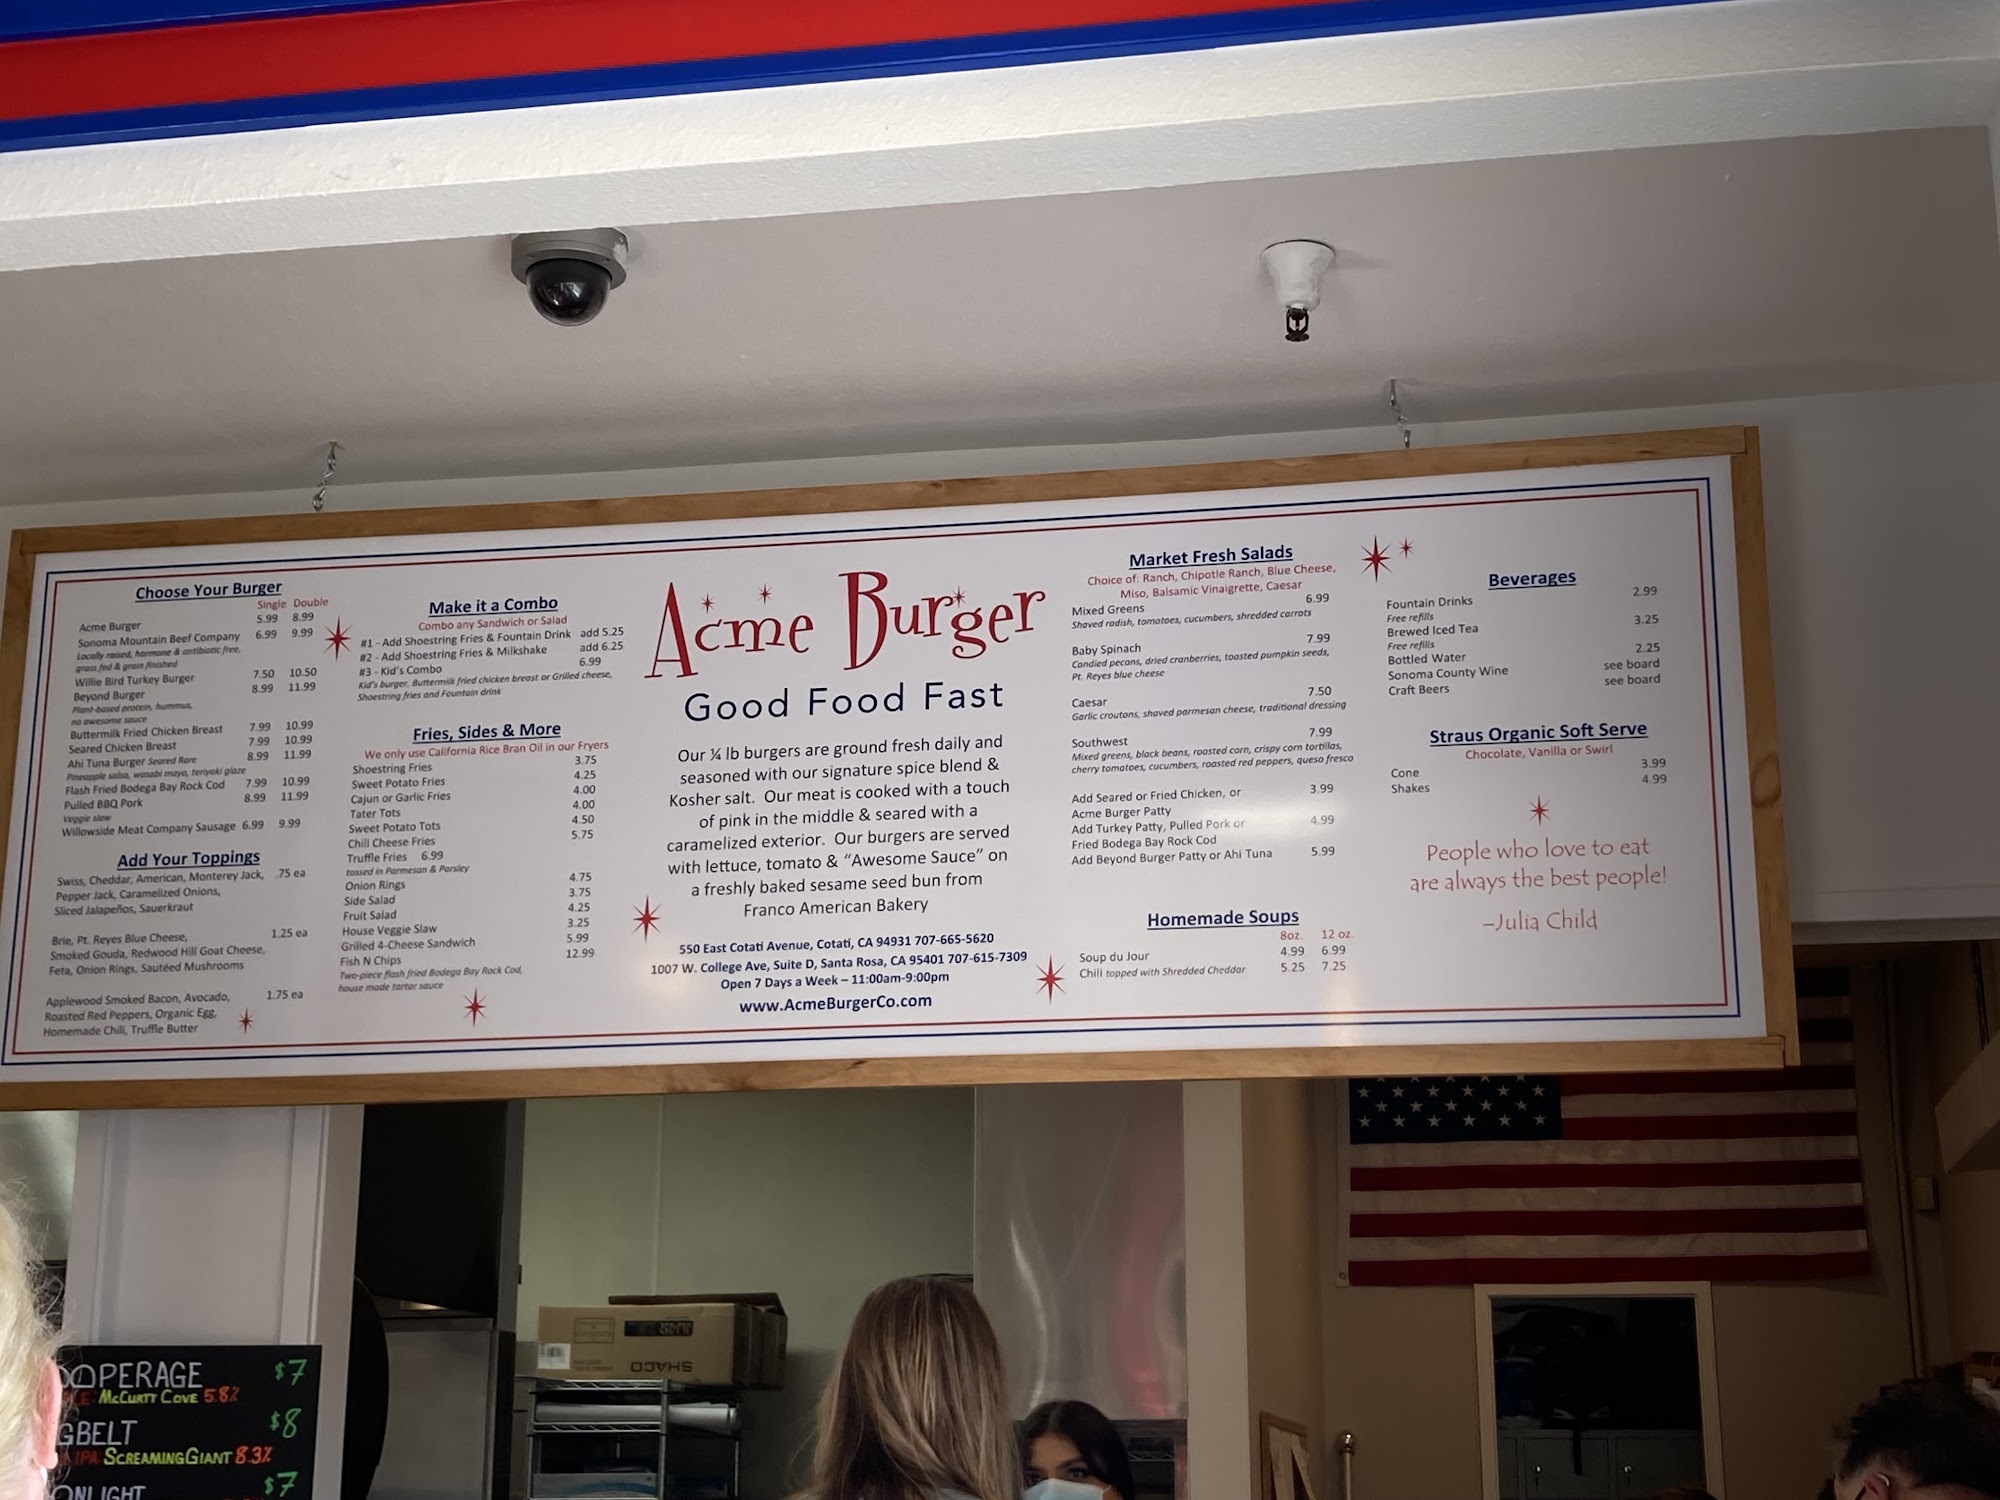 Choose Your Burger
Single Double
Acme Burger 5.99 8.99
Sonoma Mountain Beef Company 6.99 9.99
Locally raised, hormone & antibiotic free,
grass fed & grain finished
Willie Bird Turkey Burger 7.50 10.50
Beyond Burger 8.99 11.99
Plant-based protein, hummus,
no awesome sauce
Buttermilk Fried Chicken Breast 7.99 10.99
Seared Chicken Breast 7.99 10.99
Ahi Tuna Burger Seared Rare 8.99 11.99
Pineapple salsa, wasabi mayo, teriyaki glaze
Flash Fried Bodega Bay Rock Cod 7.99 10.99
Pulled BBQ Pork 8.99 11.99
Veggie slaw
Willowside Meat Company Sausage 6.99 9.99
Add Your Toppings
Swiss, Cheddar, American, Monterey Jack, .75 ea
Pepper Jack, Caramelized Onions,
Sliced Jalapeños, Sauerkraut
Brie, Pt. Reyes Blue Cheese, 1.25 ea
Smoked Gouda, Redwood Hill Goat Cheese,
Feta, Onion Rings, Sautéed Mushrooms
Applewood Smoked Bacon, Avocado, 1.75 ea
Roasted Red Peppers, Organic Egg,
Homemade Chili, Truffle Butter
Make it a Combo
Combo any Sandwich or Salad
#1 - Add Shoestring Fries & Fountain Drink add 5.25
#2 - Add Shoestring Fries & Milkshake add 6.25
#3 - Kid's Combo 6.99
Kid's burger, Buttermilk fried chicken breast or Grilled cheese,
Shoestring fries and Fountain drink
Fries, Sides & More
We only use California Rice Bran Oil in our Fryers
Shoestring Fries 3.75
Sweet Potato Fries 4.25
Cajun or Garlic Fries 4.00
Tater Tots 4.00
Sweet Potato Tots 4.50
Chili Cheese Fries 5.75
Truffle Fries 6.99
tossed in Parmesan & Parsley
Onion Rings 4.75
Side Salad 3.75
Fruit Salad 4.25
House Veggie Slaw 3.25
Grilled 4-Cheese Sandwich 5.99
Fish N Chips 12.99
Two-piece flash fried Bodega Bay Rock Cod,
house made tartar sauce
Acme Burger
Good Food Fast
Our ¼ lb burgers are ground fresh daily and
seasoned with our signature spice blend &
Kosher salt. Our meat is cooked with a touch
of pink in the middle & seared with a
caramelized exterior. Our burgers are served
with lettuce, tomato & "Awesome Sauce" on
a freshly baked sesame seed bun from
Franco American Bakery
550 East Cotati Avenue, Cotati, CA 94931 707-665-5620
1007 W. College Ave, Suite D, Santa Rosa, CA 95401 707-615-7309
Open 7 Days a Week – 11:00am-9:00pm
www.AcmeBurgerCo.com
Market Fresh Salads
Choice of: Ranch, Chipotle Ranch, Blue Cheese,
Miso, Balsamic Vinaigrette, Caesar
Mixed Greens 6.99
Shaved radish, tomatoes, cucumbers, shredded carrots
Baby Spinach 7.99
Candied pecans, dried cranberries, toasted pumpkin seeds,
Pt. Reyes blue cheese
Caesar 7.50
Garlic croutons, shaved parmesan cheese, traditional dressing
Southwest 7.99
Mixed greens, black beans, roasted corn, crispy corn tortillas,
cherry tomatoes, cucumbers, roasted red peppers, queso fresco
Add Seared or Fried Chicken, or 3.99
Acme Burger Patty
Add Turkey Patty, Pulled Pork or 4.99
Fried Bodega Bay Rock Cod
Add Beyond Burger Patty or Ahi Tuna 5.99
Homemade Soups
8oz. 12 oz.
Soup du Jour 4.99 6.99
Chili topped with Shredded Cheddar 5.25 7.25
Beverages
Fountain Drinks 2.99
Free refills
Brewed Iced Tea 3.25
Free refills
Bottled Water 2.25
Sonoma County Wine see board
Craft Beers see board
Straus Organic Soft Serve
Chocolate, Vanilla or Swirl
Cone 3.99
Shakes 4.99
People who love to eat
are always the best people!
–Julia Child
OOPERAGE $7
McCurtt Cove 5.8%
GBELT $8
IPA SCREAMING GIANT 8.3%
ONLIGHT $7
SHACO